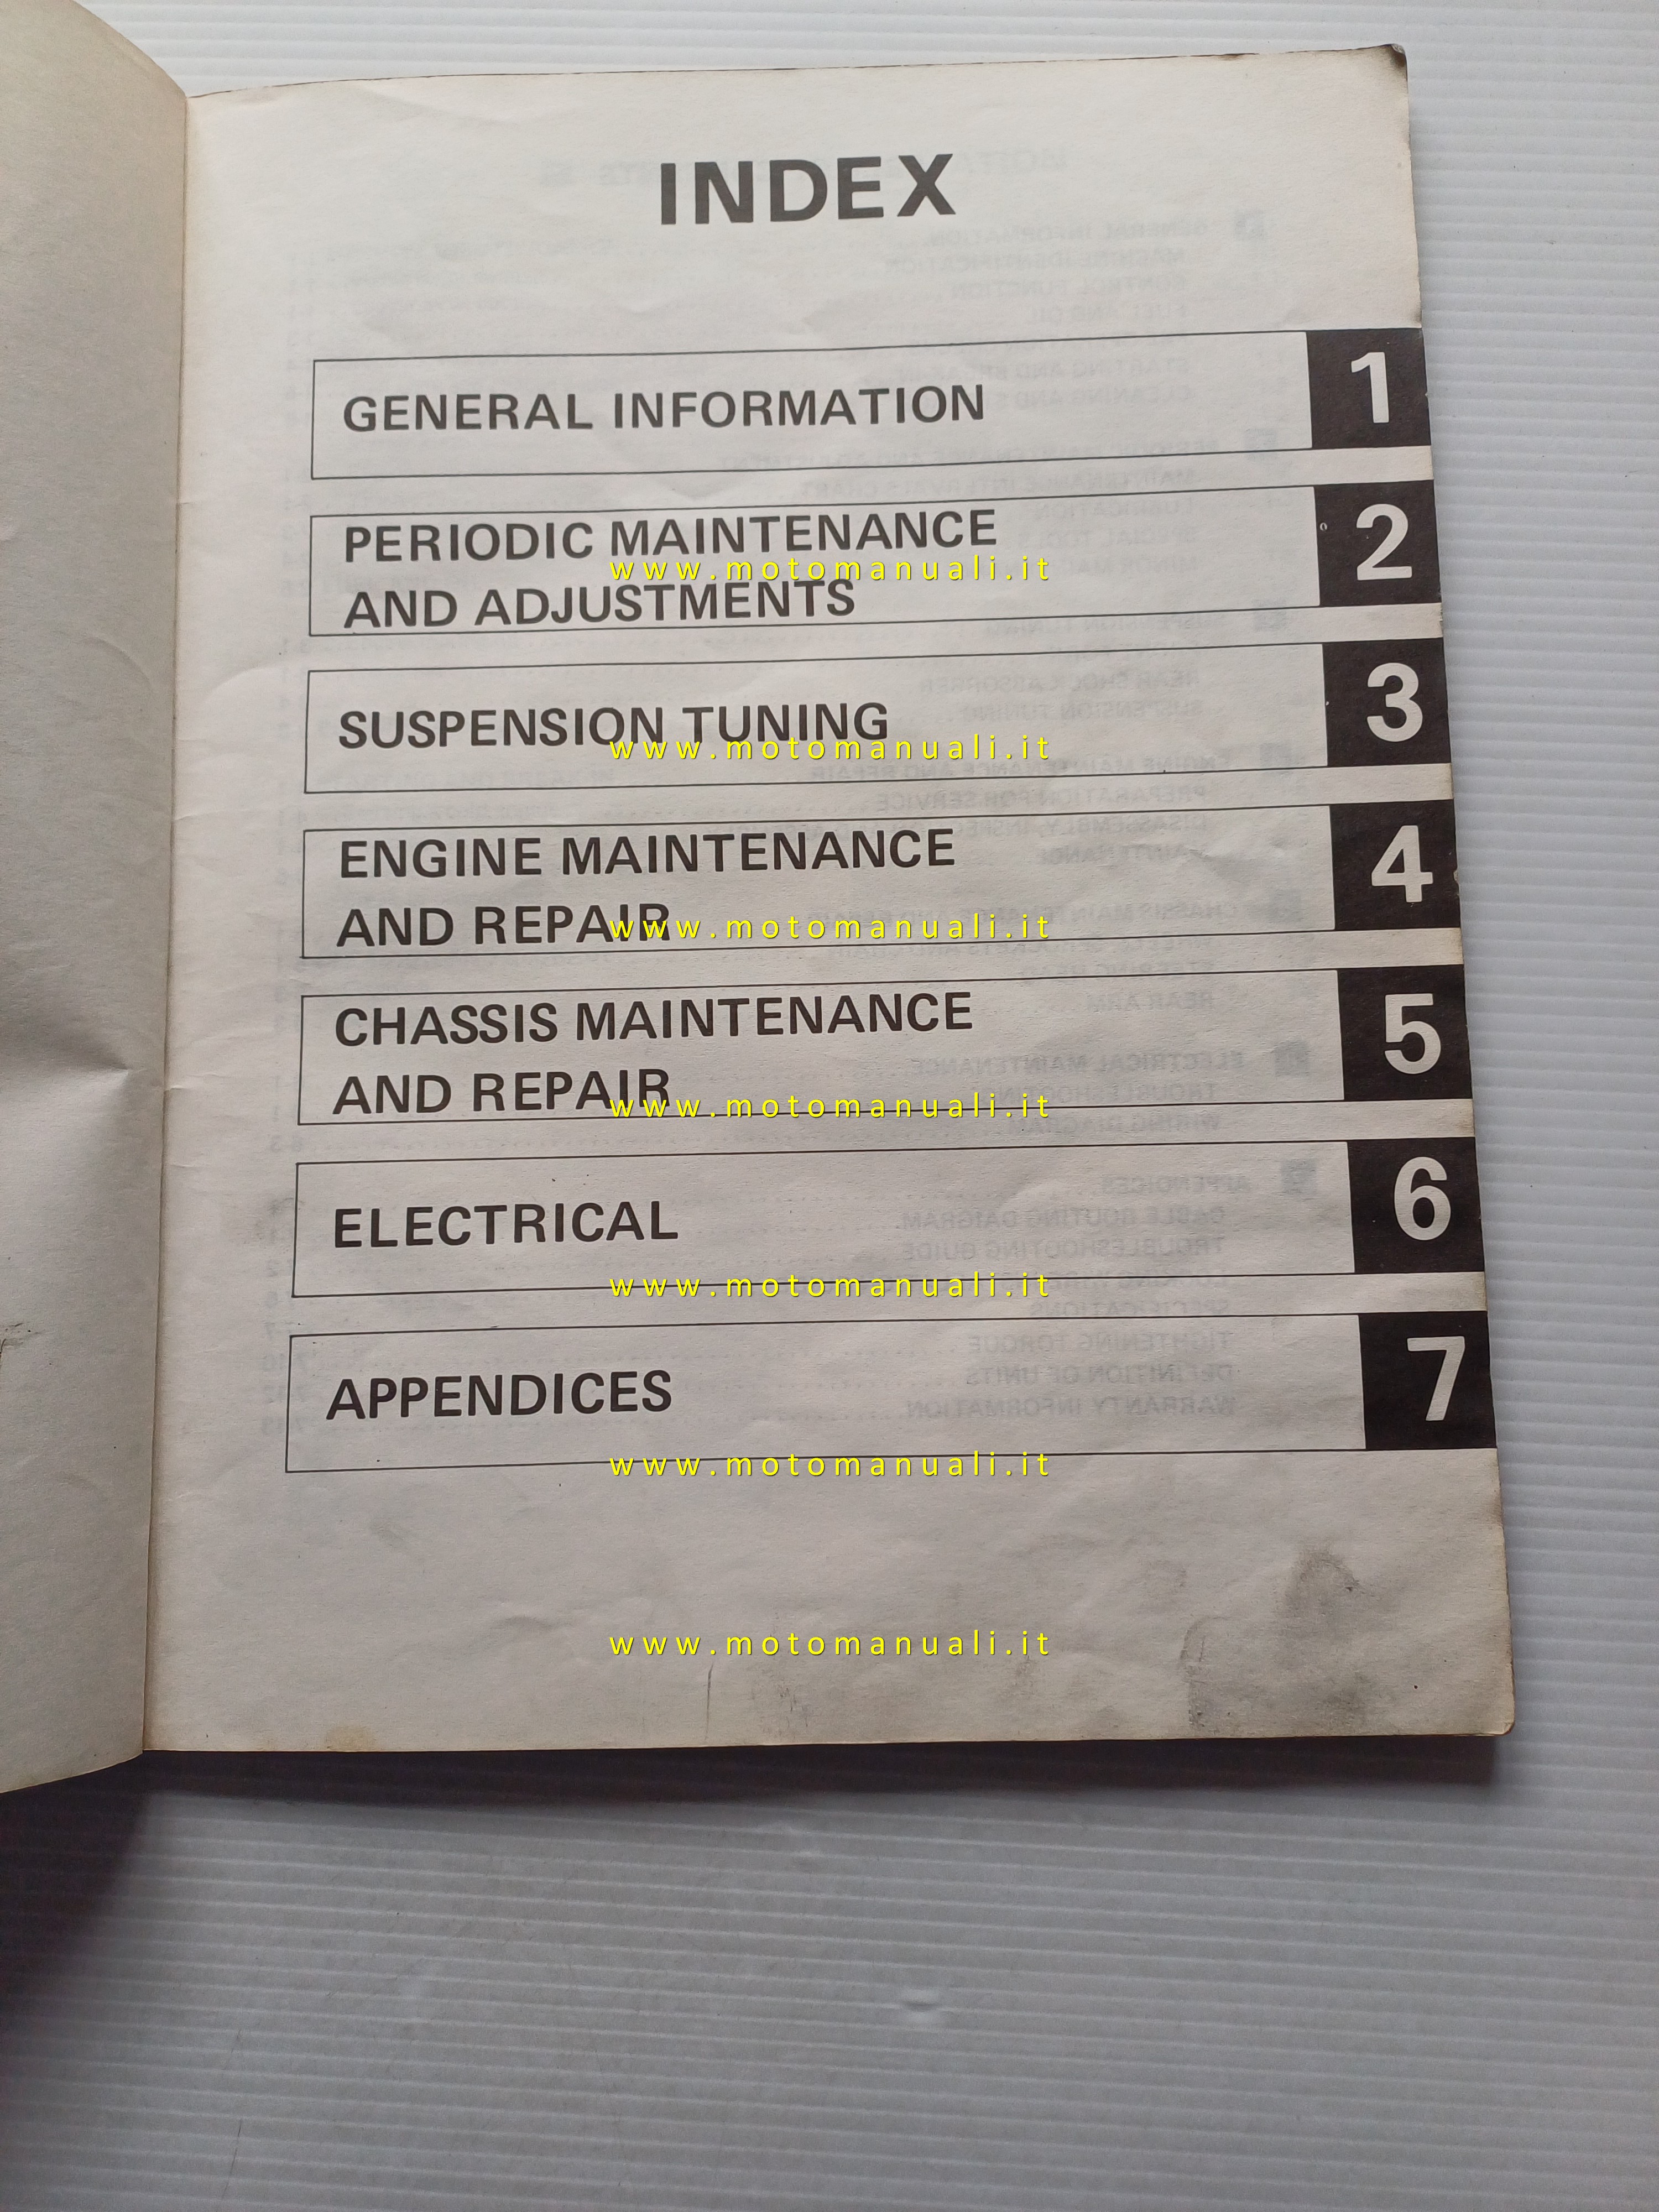 INDEX
GENERAL INFORMATION
1
PERIODIC MAINTENANCE
AND ADJUSTMENTS
2
www.motomanuali.it
SUSPENSION TUNING
3
www.motomanuali.it
ENGINE MAINTENANCE
AND REPAIR
4
www.motomanuali.it
CHASSIS MAINTENANCE
AND REPAIR
5
www.motomanuali.it
ELECTRICAL
6
www.motomanuali.it
APPENDICES
7
www.motomanuali.it
www.motomanuali.it